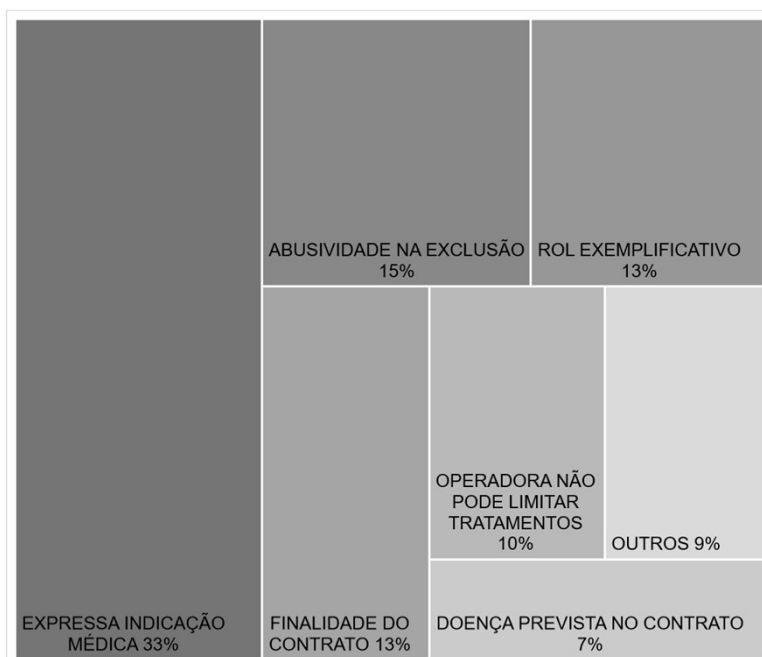 ABUSIVIDADE NA EXCLUSÃO
15%
ROL EXEMPLIFICATIVO
13%
OPERADORA NÃO
PODE LIMITAR
TRATAMENTOS
10%
OUTROS 9%
EXPRESSA INDICAÇÃO
MÉDICA 33%
FINALIDADE DO
CONTRATO 13%
DOENÇA PREVISTA NO CONTRATO
7%